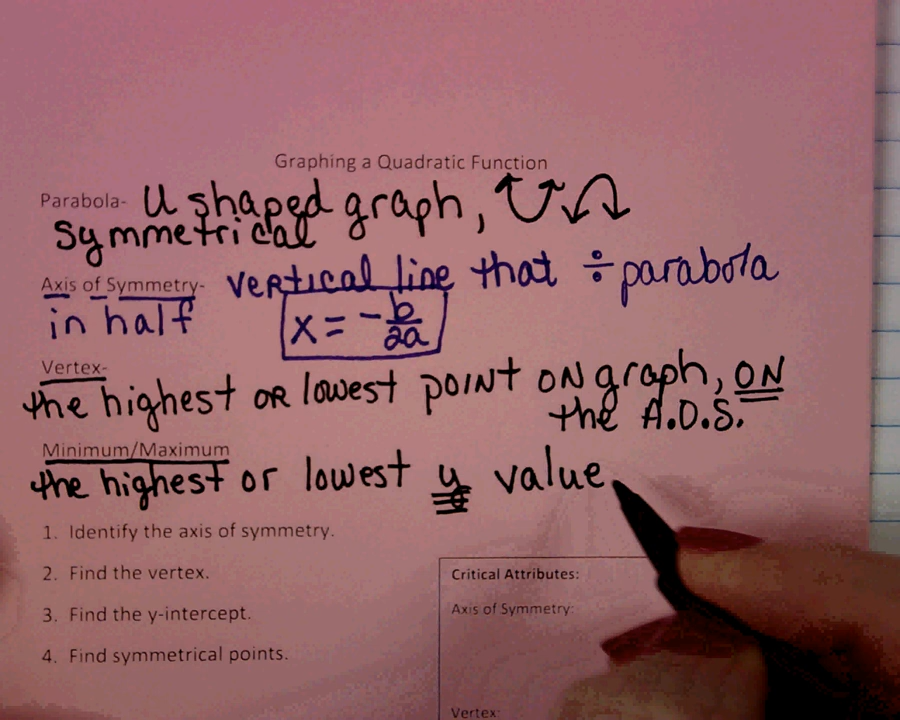 Graphing a Quadratic Function
Parabola- U shaped graph,
symmetrical
Axis of Symmetry- vertical line that ÷ parabola
in half x = -b/2a
Vertex-
the highest OR lowest POINT ON graph, ON
the A.O.S.
Minimum/Maximum
the highest or lowest y value
1. Identify the axis of symmetry.
2. Find the vertex.
3. Find the y-intercept.
4. Find symmetrical points.
Critical Attributes:
Axis of Symmetry:
Vertex: